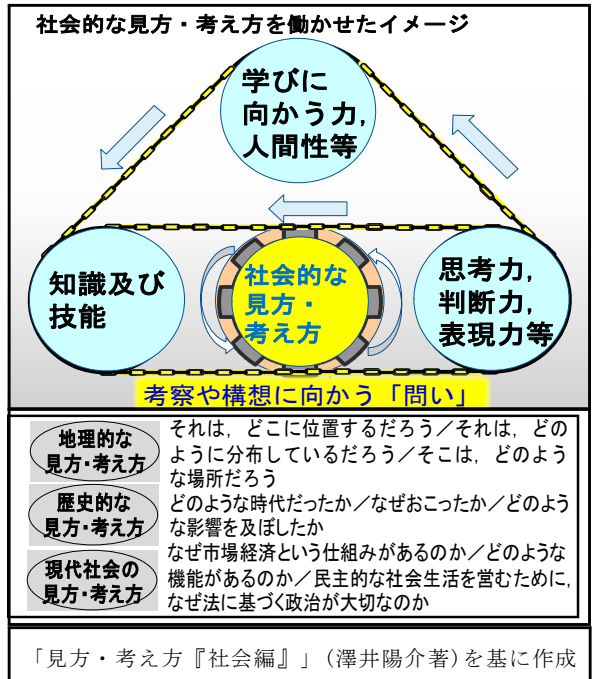 社会的な見方・考え方を働かせたイメージ
学びに
向かう力,
人間性等
知識及び
技能
社会的な
見方・
考え方
思考力,
判断力,
表現力等
考察や構想に向かう「問い」
地理的な
見方・考え方
それは，どこに位置するだろう／それは，どの
ように分布しているだろう／そこは，どのよう
な場所だろう
歴史的な
見方・考え方
どのような時代だったか／なぜおこったか／どのよう
な影響を及ぼしたか
現代社会の
見方・考え方
なぜ市場経済という仕組みがあるのか／どのような
機能があるのか／民主的な社会生活を営むために,
なぜ法に基づく政治が大切なのか
「見方・考え方『社会編』」(澤井陽介著)を基に作成